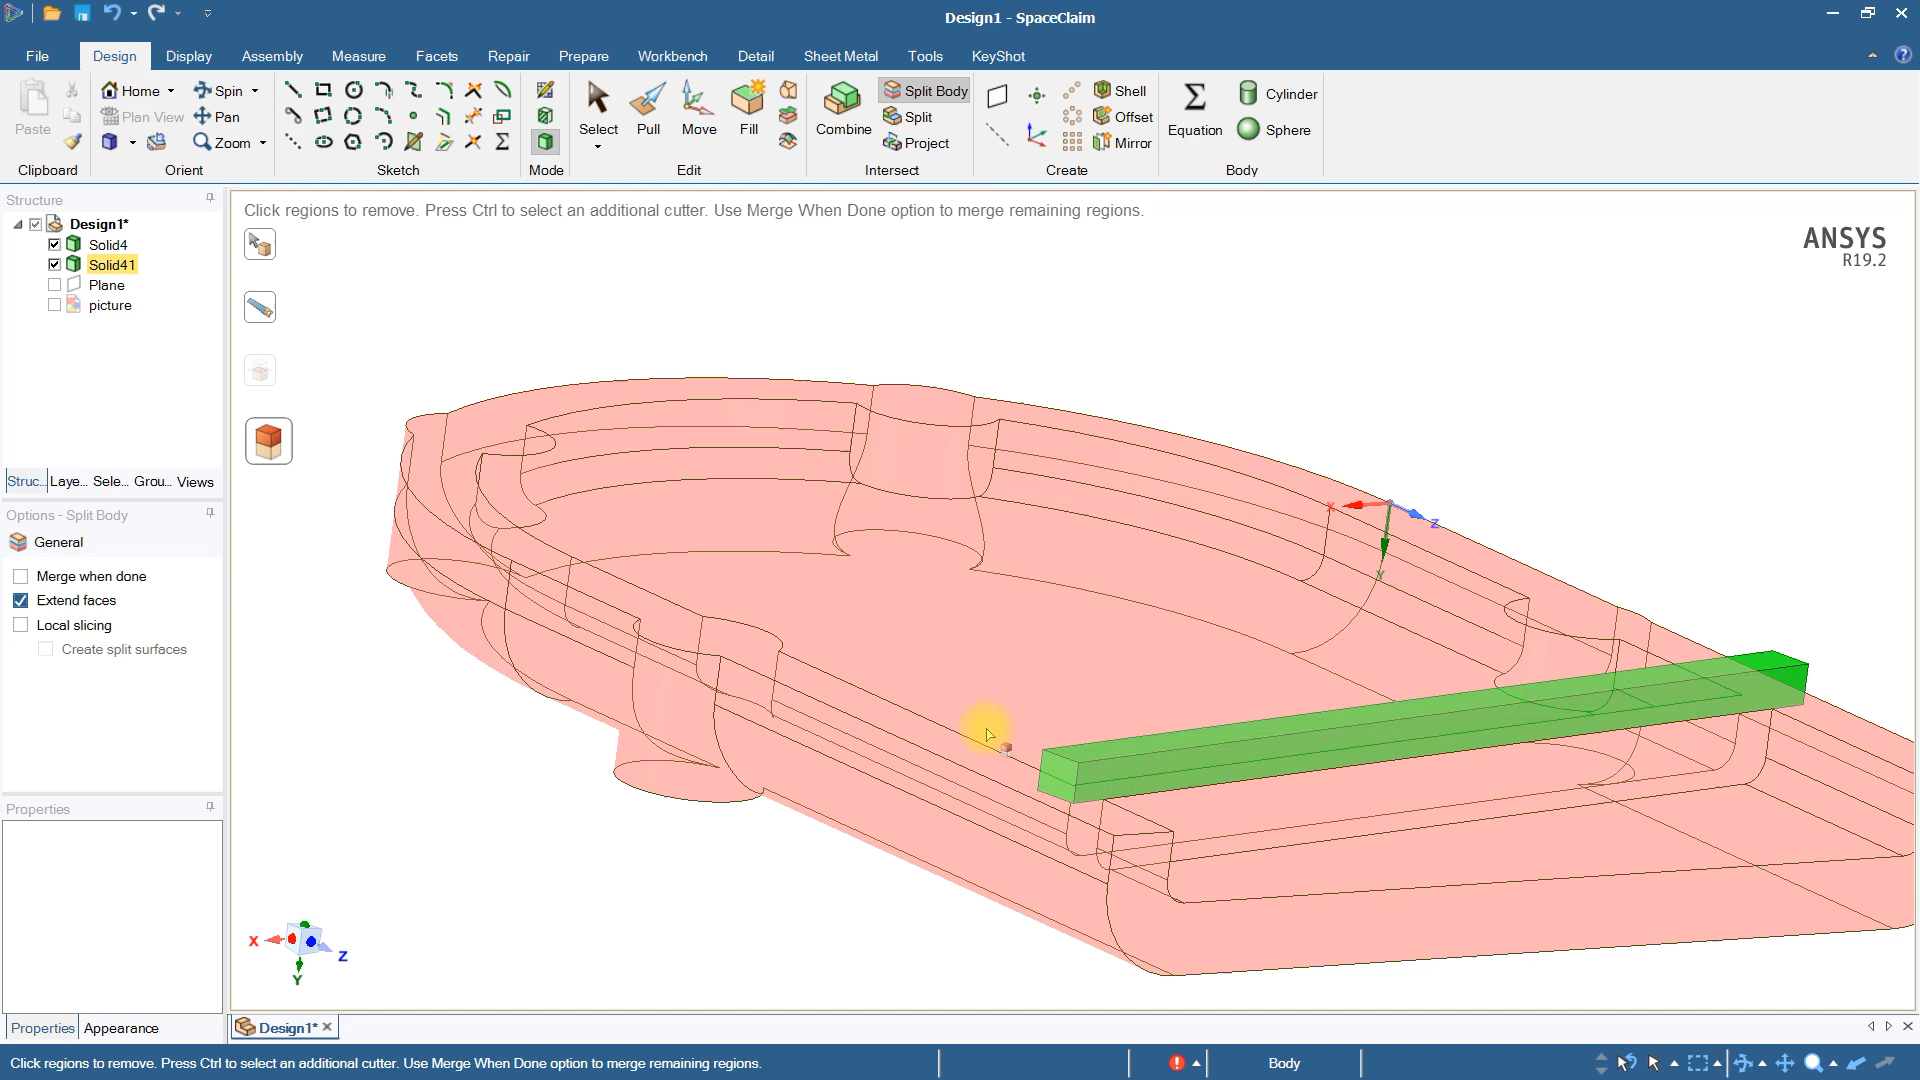 Design1 - SpaceClaim
File Design Display Assembly Measure Facets Repair Prepare Workbench Detail Sheet Metal Tools KeyShot
Paste
Clipboard
Home Spin
Plan View Pan
Zoom
Orient
Sketch
Mode
Select Pull Move Fill
Edit
Combine
Split Body
Split
Project
Intersect
Shell
Offset
Mirror
Create
Equation
Cylinder
Sphere
Body
Structure
Design1*
Solid4
Solid41
Plane
picture
Struc... Laye... Sele... Grou... Views
Options - Split Body
General
Merge when done
Extend faces
Local slicing
Create split surfaces
Properties
Properties Appearance
Click regions to remove. Press Ctrl to select an additional cutter. Use Merge When Done option to merge remaining regions.
ANSYS
R19.2
X
Z
Y
X
Z
Y
Design1*
Click regions to remove. Press Ctrl to select an additional cutter. Use Merge When Done option to merge remaining regions.
Body